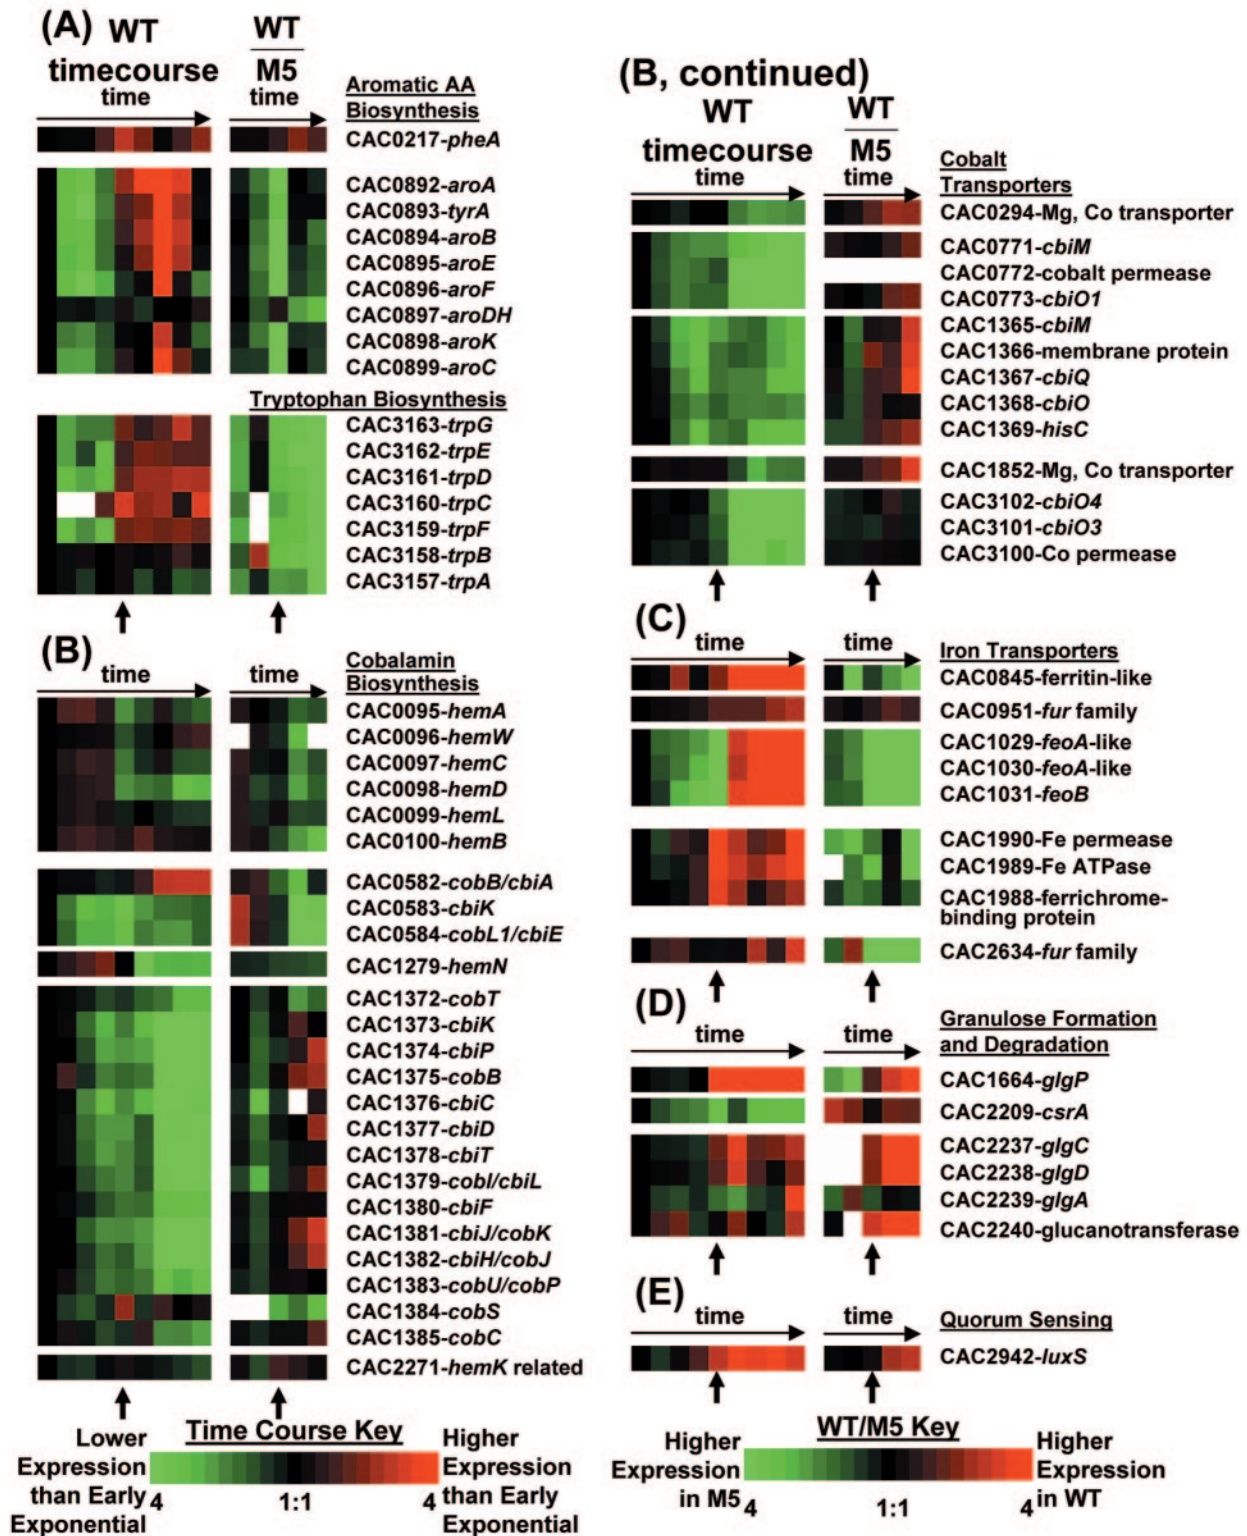 (A) WT
timecourse
time
WT
M5
time
Aromatic AA
Biosynthesis
CAC0217-pheA
CAC0892-aroA
CAC0893-tyrA
CAC0894-aroB
CAC0895-aroE
CAC0896-aroF
CAC0897-aroDH
CAC0898-aroK
CAC0899-aroC
Tryptophan Biosynthesis
CAC3163-trpG
CAC3162-trpE
CAC3161-trpD
CAC3160-trpC
CAC3159-trpF
CAC3158-trpB
CAC3157-trpA
(B)
time
time
Cobalamin
Biosynthesis
CAC0095-hemA
CAC0096-hemW
CAC0097-hemC
CAC0098-hemD
CAC0099-hemL
CAC0100-hemB
CAC0582-cobB/cbiA
CAC0583-cbiK
CAC0584-cobL1/cbiE
CAC1279-hemN
CAC1372-cobT
CAC1373-cbiK
CAC1374-cbiP
CAC1375-cobB
CAC1376-cbiC
CAC1377-cbiD
CAC1378-cbiT
CAC1379-cobI/cbiL
CAC1380-cbiF
CAC1381-cbiJ/cobK
CAC1382-cbiH/cobJ
CAC1383-cobU/cobP
CAC1384-cobS
CAC1385-cobC
CAC2271-hemK related
Lower
Expression
than Early
Exponential
Time Course Key
4 1:1 4
Higher
Expression
than Early
Exponential
(B, continued)
WT
timecourse
time
WT
M5
time
Cobalt
Transporters
CAC0294-Mg, Co transporter
CAC0771-cbiM
CAC0772-cobalt permease
CAC0773-cbiO1
CAC1365-cbiM
CAC1366-membrane protein
CAC1367-cbiQ
CAC1368-cbiO
CAC1369-hisC
CAC1852-Mg, Co transporter
CAC3102-cbiO4
CAC3101-cbiO3
CAC3100-Co permease
(C)
time
time
Iron Transporters
CAC0845-ferritin-like
CAC0951-fur family
CAC1029-feoA-like
CAC1030-feoA-like
CAC1031-feoB
CAC1990-Fe permease
CAC1989-Fe ATPase
CAC1988-ferrichrome-
binding protein
CAC2634-fur family
(D)
time
time
Granulose Formation
and Degradation
CAC1664-glgP
CAC2209-csrA
CAC2237-glgC
CAC2238-glgD
CAC2239-glgA
CAC2240-glucanotransferase
(E)
time
time
Quorum Sensing
CAC2942-luxS
Higher
Expression
in M5
WT/M5 Key
4 1:1 4
Higher
Expression
in WT